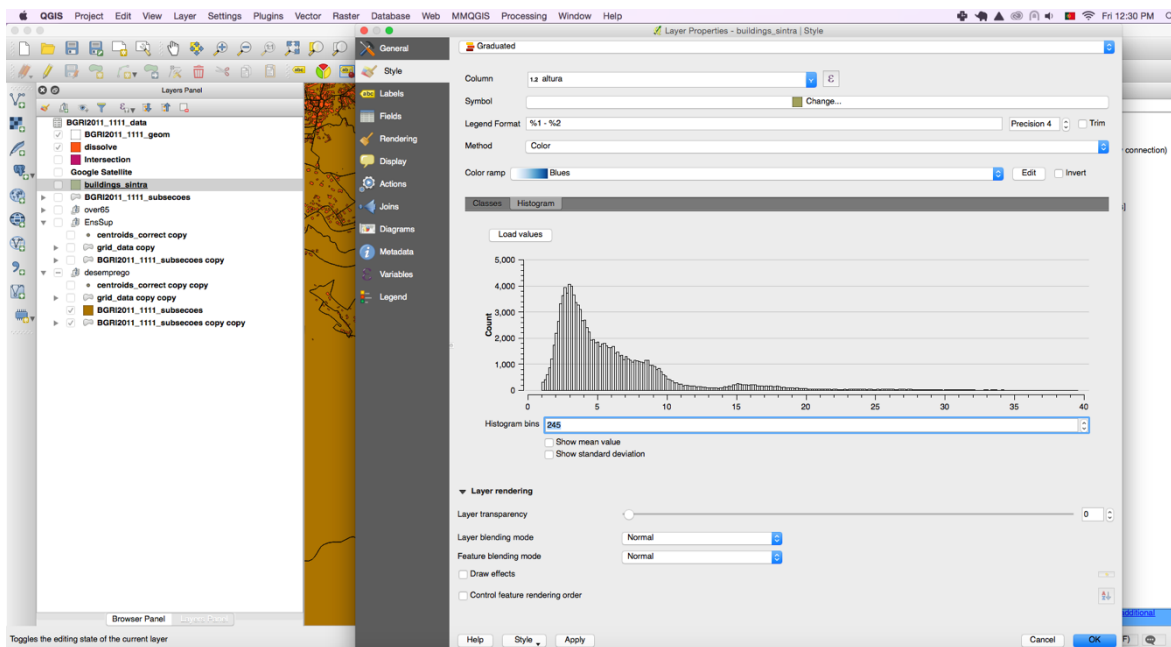 QGIS Project Edit View Layer Settings Plugins Vector Raster Database Web MMQGIS Processing Window Help Fri 12:30 PM
Layer Properties - buildings_sintra | Style
General
Style
Labels
Fields
Rendering
Display
Actions
Joins
Diagrams
Metadata
Variables
Legend
Layers Panel
BGRI2011_1111_data
BGRI2011_1111_geom
dissolve
Intersection
Google Satellite
buildings_sintra
BGRI2011_1111_subsecoes
over65
EnsSup
centroids_correct copy
grid_data copy
BGRI2011_1111_subsecoes copy
desemprego
centroids_correct copy copy
grid_data copy copy
BGRI2011_1111_subsecoes
BGRI2011_1111_subsecoes copy copy
Browser Panel Layers Panel
Toggles the editing state of the current layer
Graduated
Column 1.2 altura ε
Symbol Change...
Legend Format %1 - %2 Precision 4 Trim
Method Color
Color ramp Blues Edit Invert
Classes Histogram
Load values
5,000
4,000
3,000
2,000
1,000
0
Count
0 5 10 15 20 25 30 35 40
Histogram bins 245
Show mean value
Show standard deviation
Layer rendering
Layer transparency 0
Layer blending mode Normal
Feature blending mode Normal
Draw effects
Control feature rendering order
Help Style Apply Cancel OK
connection)
additional